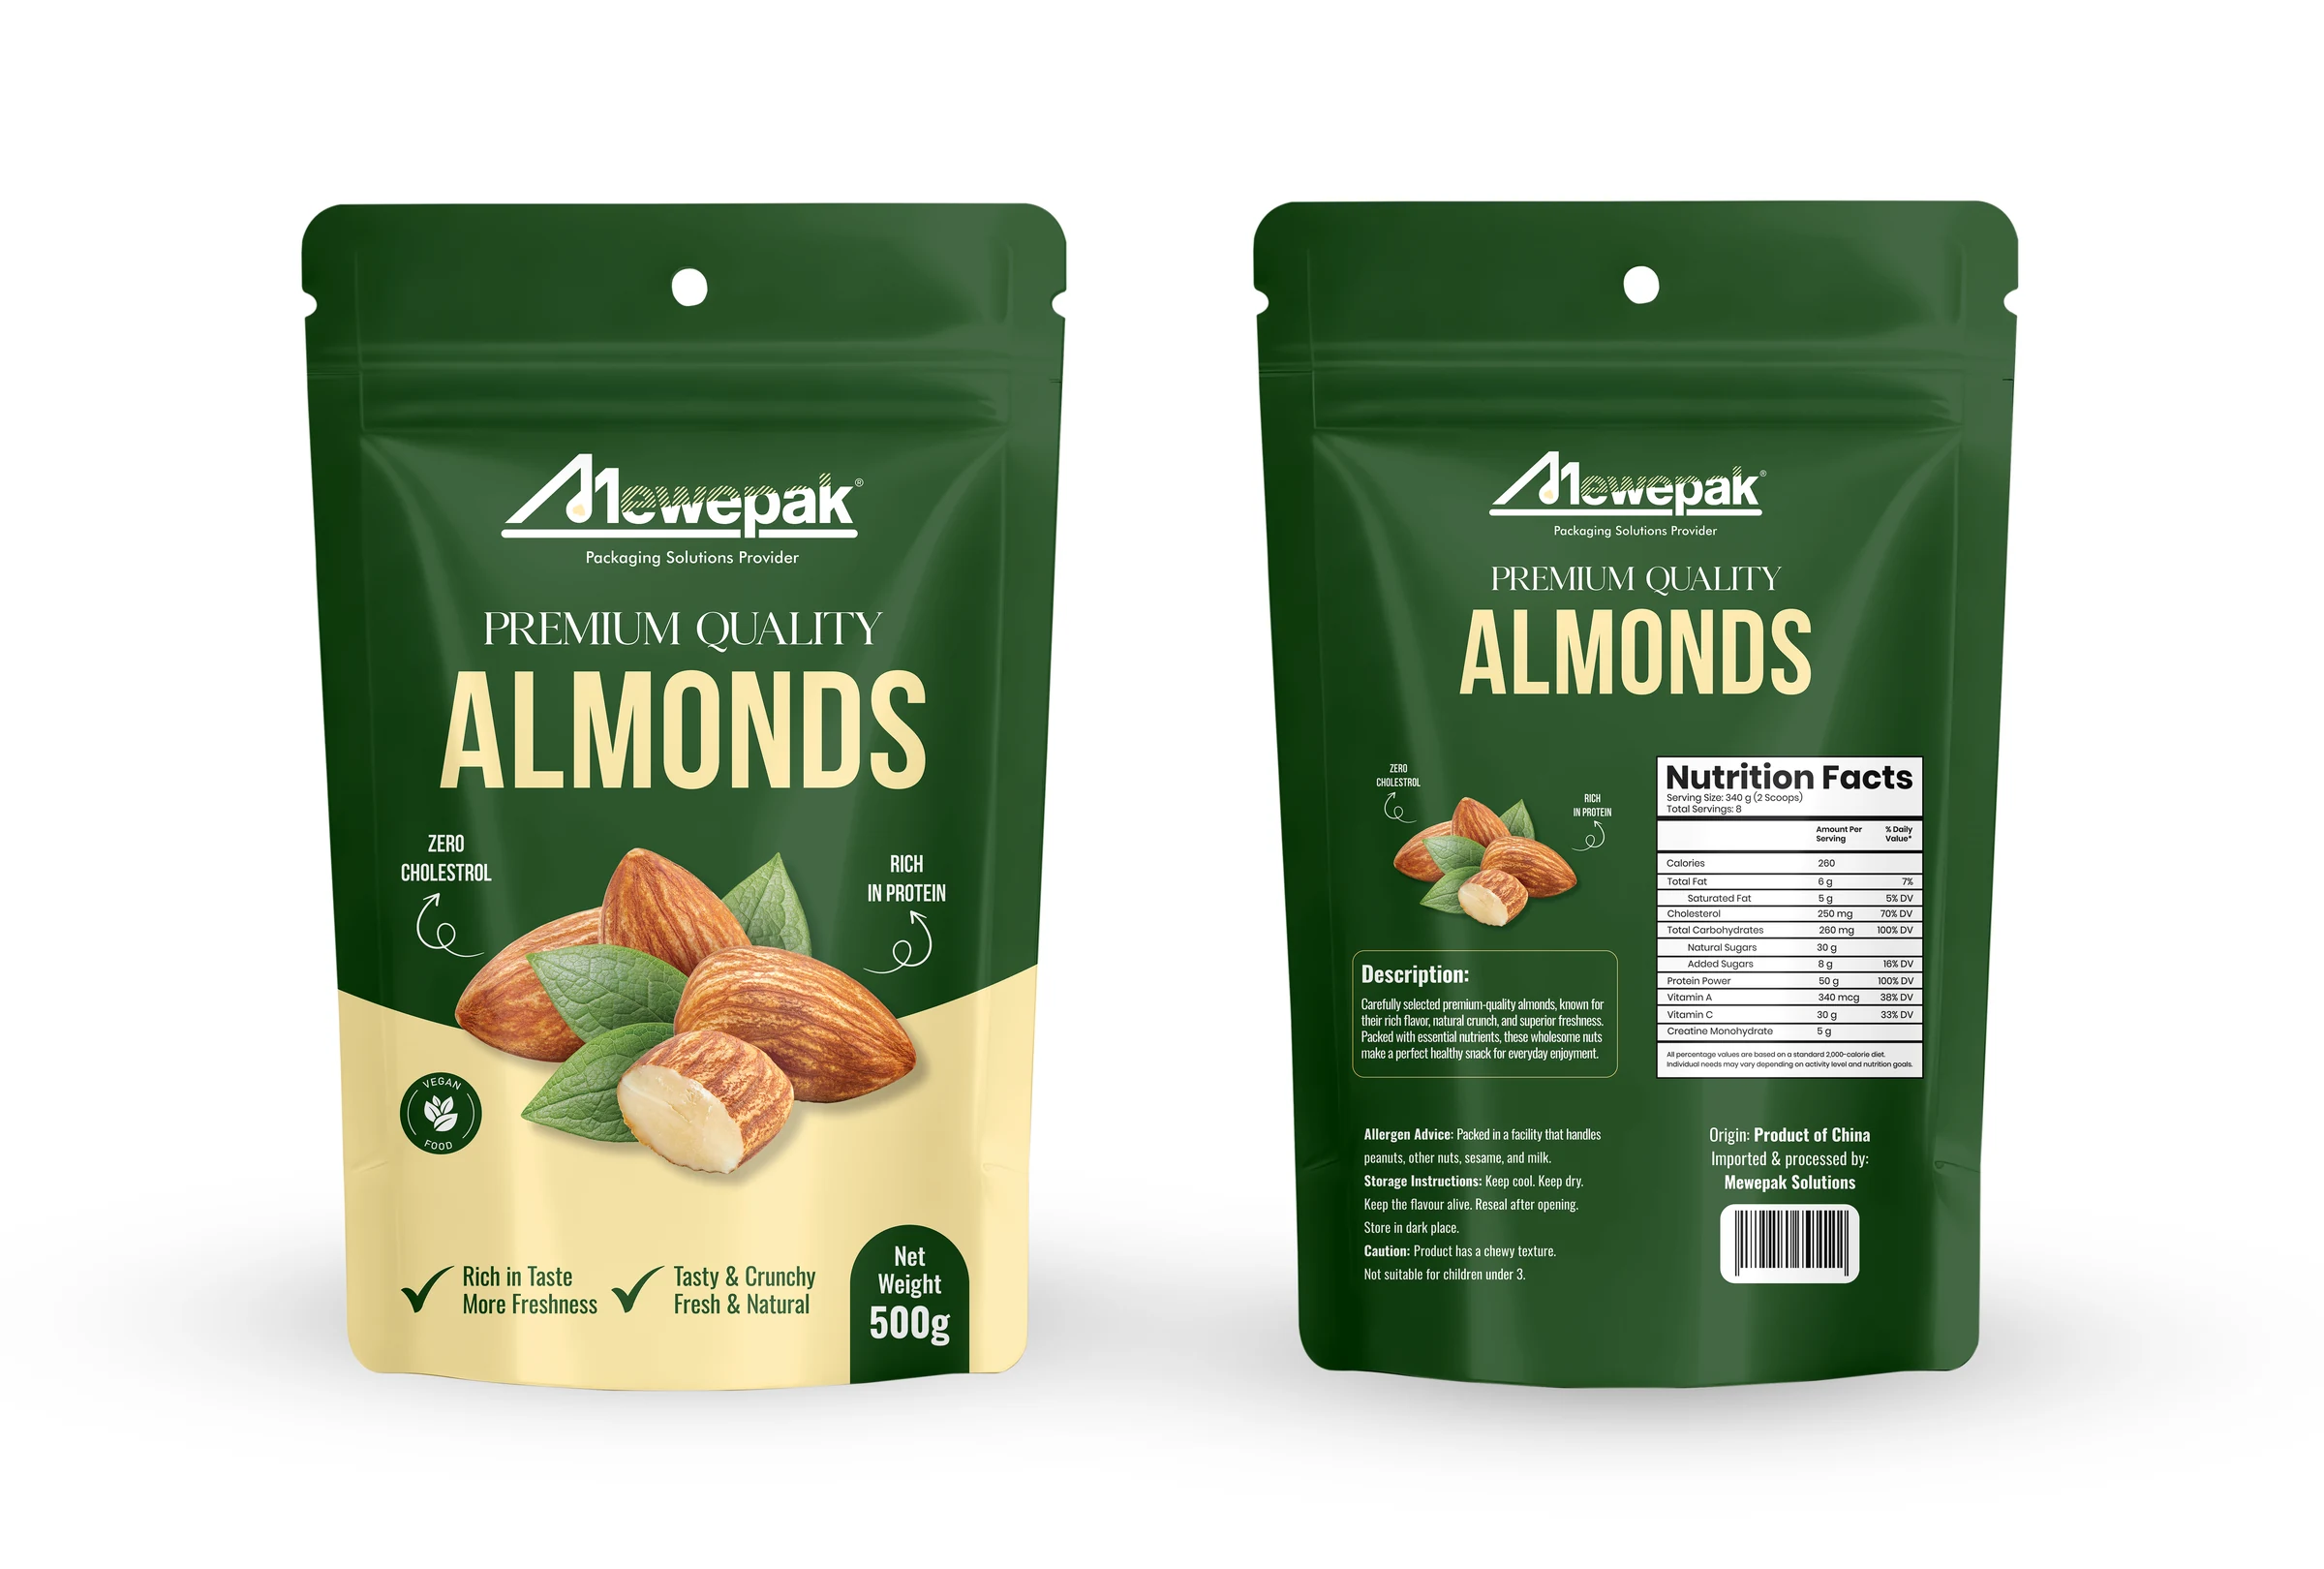 Mewepak®
Packaging Solutions Provider
PREMIUM QUALITY
ALMONDS
ZERO
CHOLESTROL
RICH
IN PROTEIN
VEGAN
FOOD
Rich in Taste
More Freshness
Tasty & Crunchy
Fresh & Natural
Net
Weight
500g
Mewepak®
Packaging Solutions Provider
PREMIUM QUALITY
ALMONDS
ZERO
CHOLESTROL
RICH
IN PROTEIN
Description:
Carefully selected premium-quality almonds, known for
their rich flavor, natural crunch, and superior freshness.
Packed with essential nutrients, these wholesome nuts
make a perfect healthy snack for everyday enjoyment.
Nutrition Facts
Serving Size: 340 g (2 Scoops)
Total Servings: 8
Amount Per % Daily
Serving Value*
Calories 260
Total Fat 6 g 7%
Saturated Fat 5 g 5% DV
Cholesterol 250 mg 70% DV
Total Carbohydrates 260 mg 100% DV
Natural Sugars 30 g
Added Sugars 8 g 16% DV
Protein Power 50 g 100% DV
Vitamin A 340 mcg 38% DV
Vitamin C 30 g 33% DV
Creatine Monohydrate 5 g
All percentage values are based on a standard 2,000-calorie diet.
Individual needs may vary depending on activity level and nutrition goals.
Allergen Advice: Packed in a facility that handles
peanuts, other nuts, sesame, and milk.
Storage Instructions: Keep cool. Keep dry.
Keep the flavour alive. Reseal after opening.
Store in dark place.
Caution: Product has a chewy texture.
Not suitable for children under 3.
Origin: Product of China
Imported & processed by:
Mewepak Solutions